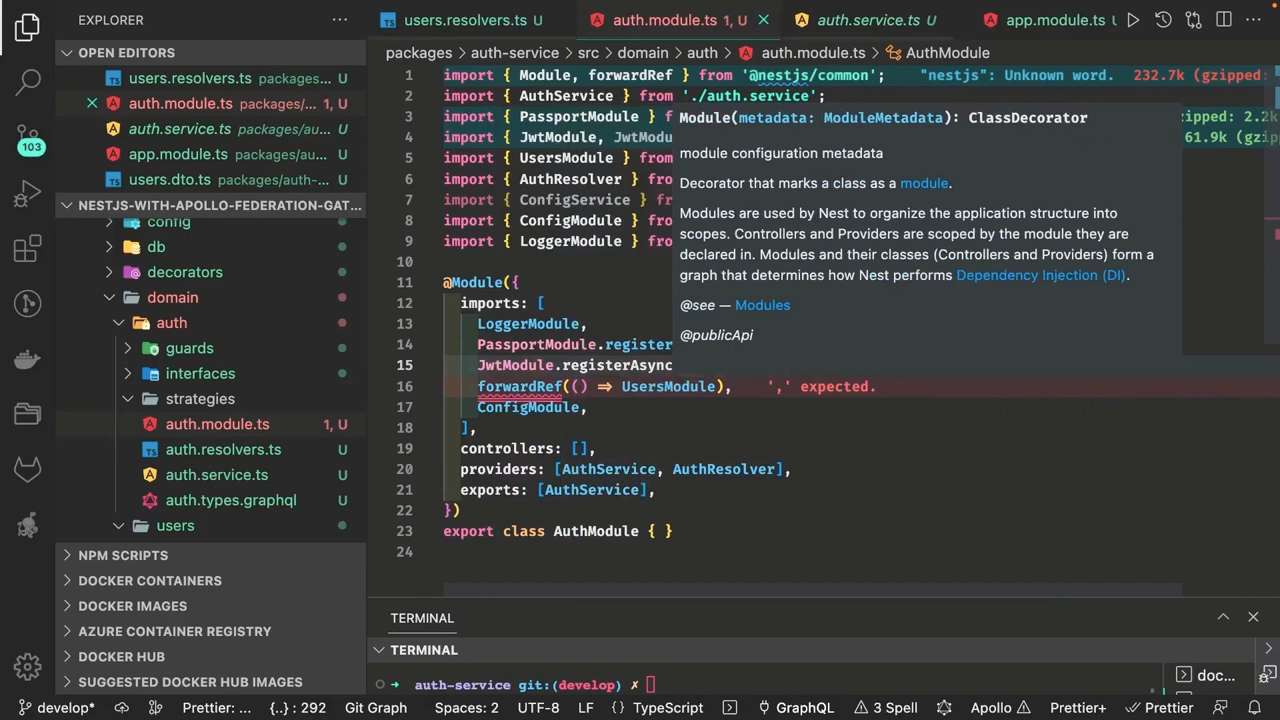 EXPLORER
OPEN EDITORS
users.resolvers.ts packages... U
auth.module.ts packages/... 1, U
auth.service.ts packages/au... U
app.module.ts packages/aut... U
users.dto.ts packages/auth-... U
NESTJS-WITH-APOLLO-FEDERATION-GAT...
config
db
decorators
domain
auth
guards
interfaces
strategies
auth.module.ts 1, U
auth.resolvers.ts U
auth.service.ts U
auth.types.graphql U
users
NPM SCRIPTS
DOCKER CONTAINERS
DOCKER IMAGES
AZURE CONTAINER REGISTRY
DOCKER HUB
SUGGESTED DOCKER HUB IMAGES
103
users.resolvers.ts U auth.module.ts 1, U auth.service.ts U app.module.ts U
packages > auth-service > src > domain > auth > auth.module.ts > AuthModule
1 import { Module, forwardRef } from '@nestjs/common'; "nestjs": Unknown word. 232.7k (gzipped:
2 import { AuthService } from './auth.service';
3 import { PassportModule } f zipped: 2.2k
4 import { JwtModule, JwtModu 61.9k (gzip
5 import { UsersModule } from
6 import { AuthResolver } fro
7 import { ConfigService } fr
8 import { ConfigModule } fro
9 import { LoggerModule } fro
10
11 @Module({
12 imports: [
13 LoggerModule,
14 PassportModule.register
15 JwtModule.registerAsync
16 forwardRef(() => UsersModule), ',' expected.
17 ConfigModule,
18 ],
19 controllers: [],
20 providers: [AuthService, AuthResolver],
21 exports: [AuthService],
22 })
23 export class AuthModule { }
24
Module(metadata: ModuleMetadata): ClassDecorator
module configuration metadata
Decorator that marks a class as a module.
Modules are used by Nest to organize the application structure into
scopes. Controllers and Providers are scoped by the module they are
declared in. Modules and their classes (Controllers and Providers) form a
graph that determines how Nest performs Dependency Injection (DI).
@see — Modules
@publicApi
TERMINAL
TERMINAL
auth-service git:(develop) ✗
doc...
develop* Prettier: ... {..} : 292 Git Graph Spaces: 2 UTF-8 LF TypeScript GraphQL 3 Spell Apollo Prettier+ Prettier